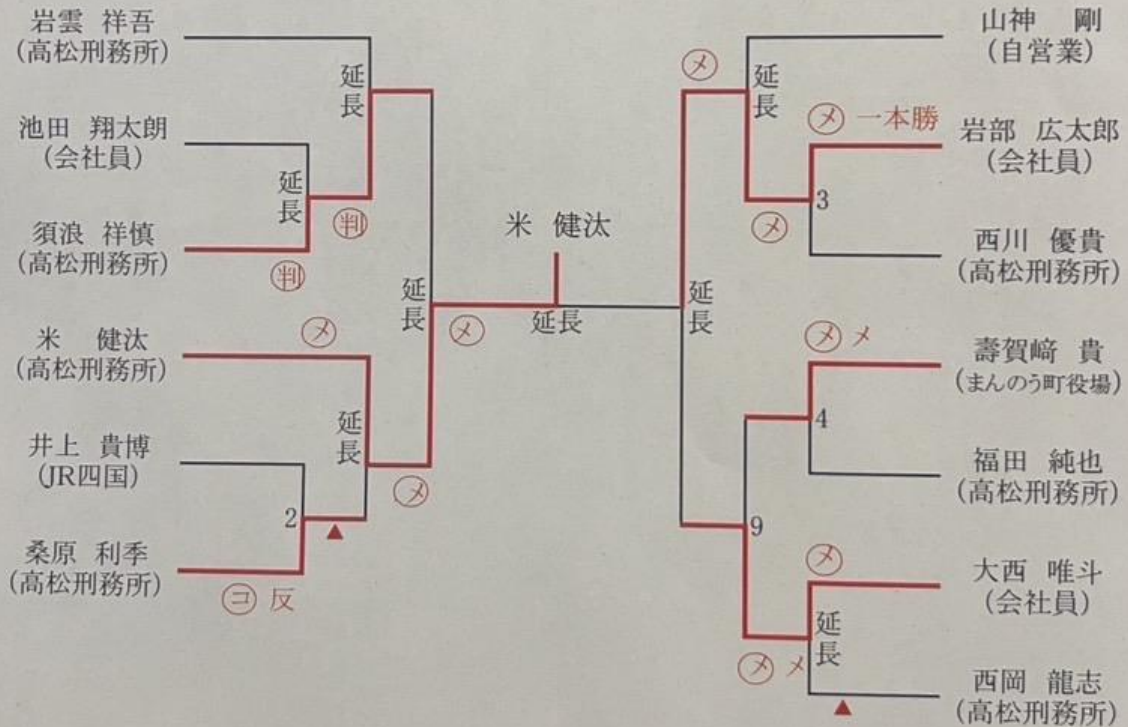 岩雲 祥吾
(高松刑務所)
池田 翔太朗
(会社員)
須浪 祥慎
(高松刑務所)
米 健汰
(高松刑務所)
井上 貴博
(JR四国)
桑原 利季
(高松刑務所)
延長
延長
判
判
メ
延長
メ
2
▲
コ 反
延長
メ
米 健汰
延長
メ
延長
メ 一本勝
3
メ
延長
メ メ
4
9
メ
延長
メ メ
▲
山神 剛
(自営業)
岩部 広太郎
(会社員)
西川 優貴
(高松刑務所)
壽賀﨑 貴
(まんのう町役場)
福田 純也
(高松刑務所)
大西 唯斗
(会社員)
西岡 龍志
(高松刑務所)